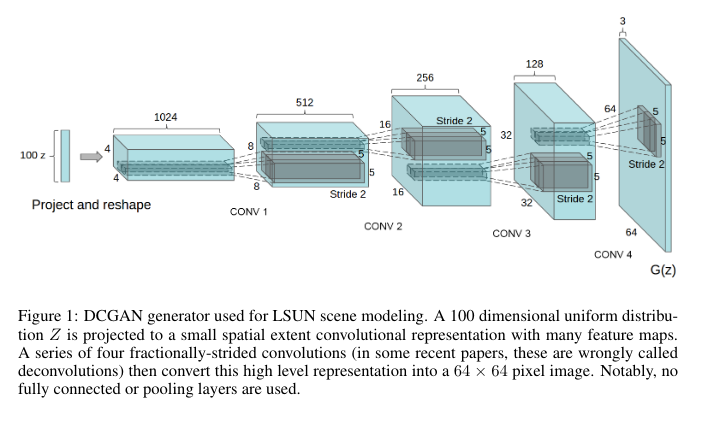 3
128
256
64
512
5
1024
16
Stride 2
5
32
5
8
5
4
5
5
Stride 2
100 z
5
4
5
8
Stride 2
16
32
Stride 2
Project and reshape
CONV 1
CONV 2
CONV 3
64
CONV 4
G(z)
Figure 1: DCGAN generator used for LSUN scene modeling. A 100 dimensional uniform distribu-
tion Z is projected to a small spatial extent convolutional representation with many feature maps.
A series of four fractionally-strided convolutions (in some recent papers, these are wrongly called
deconvolutions) then convert this high level representation into a 64 × 64 pixel image. Notably, no
fully connected or pooling layers are used.